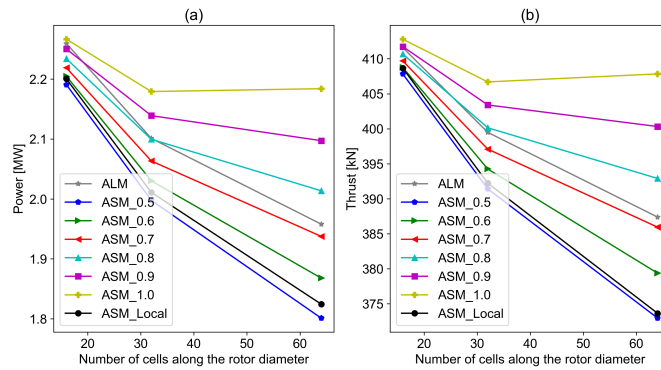 (a)
Power [MW]
2.2
2.1
2.0
1.9
1.8
ALM
ASM_0.5
ASM_0.6
ASM_0.7
ASM_0.8
ASM_0.9
ASM_1.0
ASM_Local
20 30 40 50 60
Number of cells along the rotor diameter
(b)
Thrust [kN]
410
405
400
395
390
385
380
375
ALM
ASM_0.5
ASM_0.6
ASM_0.7
ASM_0.8
ASM_0.9
ASM_1.0
ASM_Local
20 30 40 50 60
Number of cells along the rotor diameter